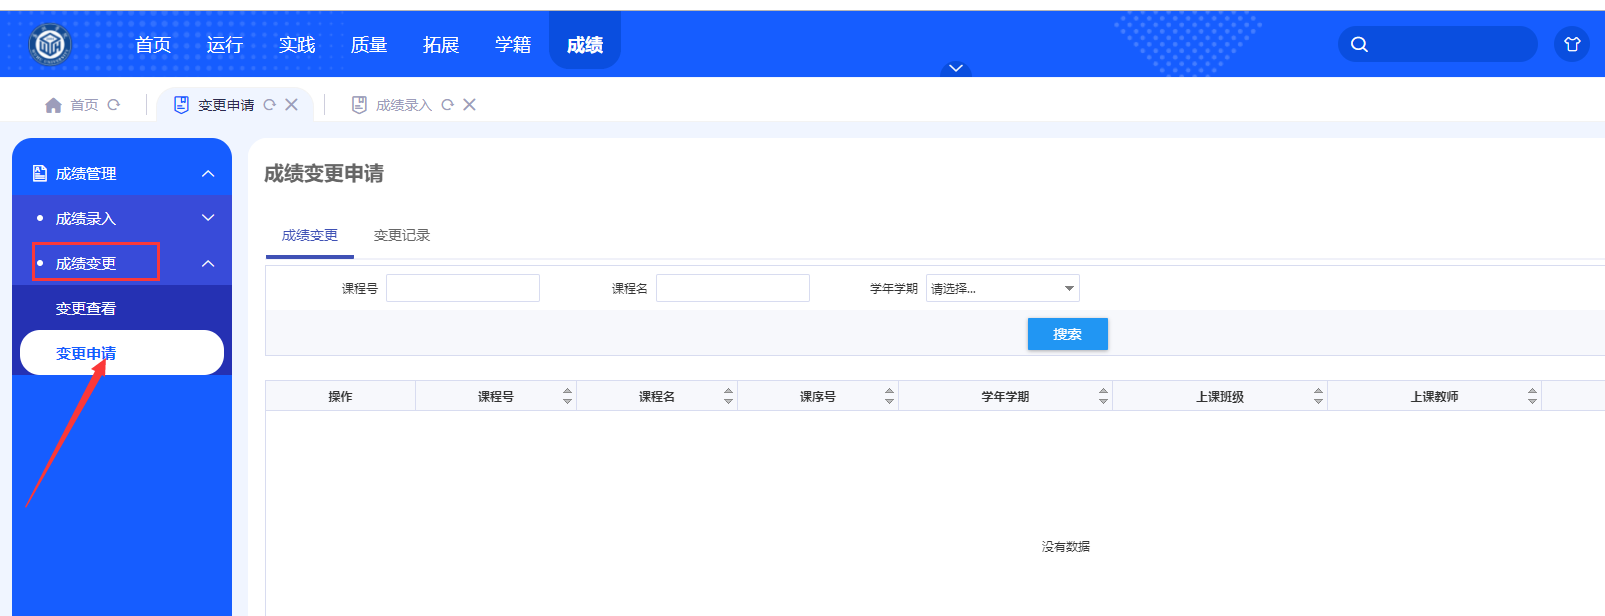 首页 运行 实践 质量 拓展 学籍 成绩
首页 变更申请 成绩录入
成绩管理
成绩录入
成绩变更
变更查看
变更申请
成绩变更申请
成绩变更 变更记录
课程号 课程名 学年学期 请选择...
搜索
操作 课程号 课程名 课序号 学年学期 上课班级 上课教师
没有数据